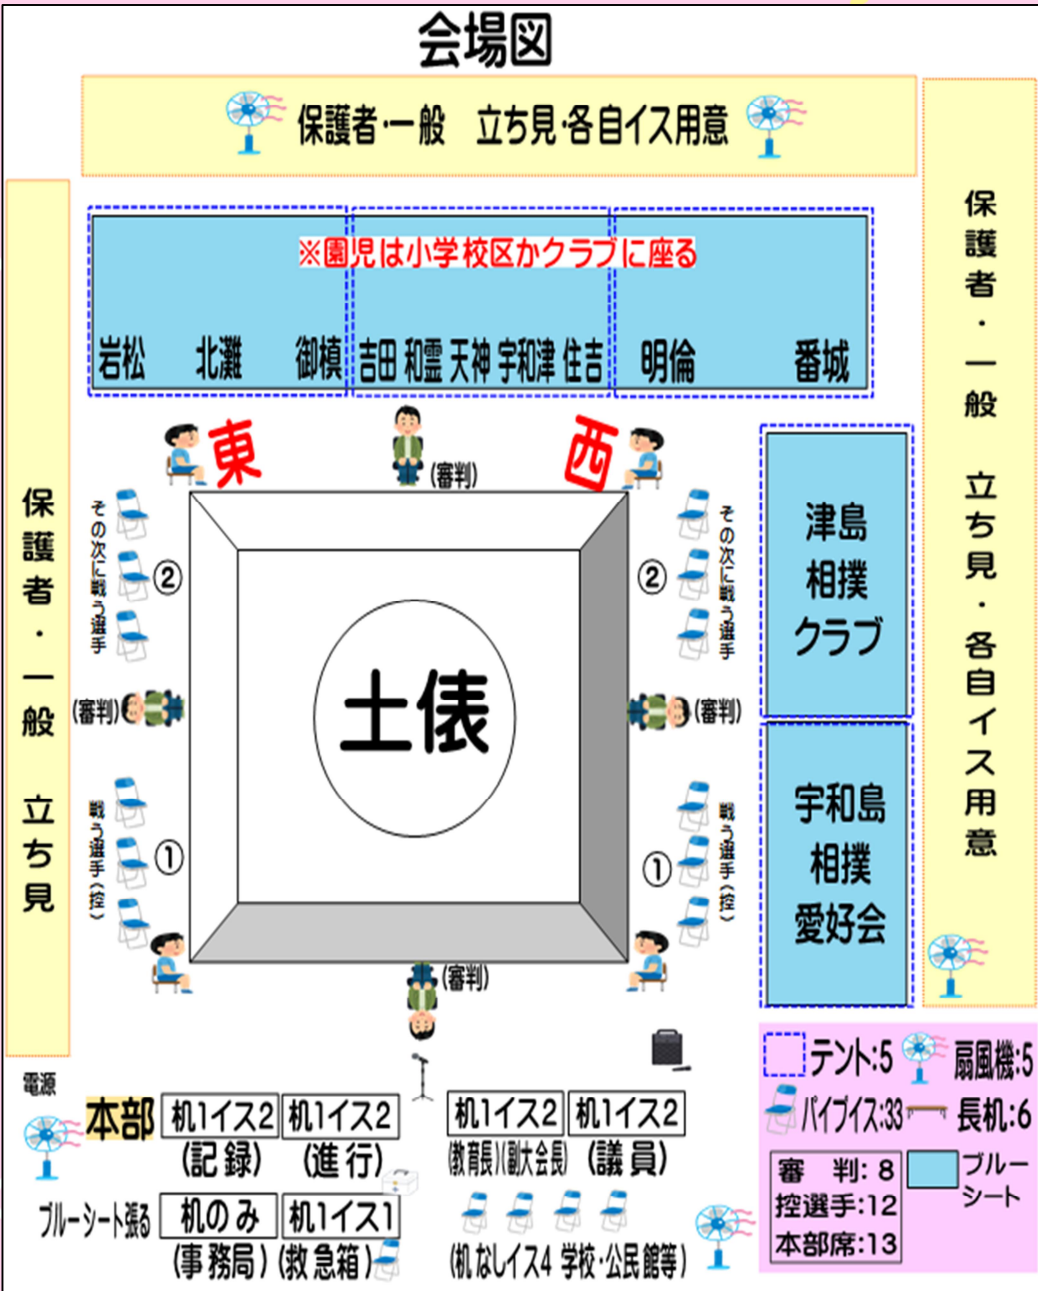 会場図
保護者・一般　立ち見・各自イス用意
保護者・一般　立ち見・各自イス用意
保護者・一般　立ち見
※園児は小学校区かクラブに座る
岩松　北灘　御槙　吉田 和霊 天神 宇和津 住吉　明倫　番城
東
西
(審判)
その次に戦う選手
②
②
その次に戦う選手
津島
相撲
クラブ
(審判)
土俵
(審判)
戦う選手(控)
①
①
戦う選手(控)
宇和島
相撲
愛好会
(審判)
電源
本部
机1イス2
(記録)
机1イス2
(進行)
机1イス2
(教育長)(副大会長)
机1イス2
(議員)
ブルーシート張る
机のみ
(事務局)
机1イス1
(救急箱)
(机なしイス4 学校・公民館等)
テント:5
扇風機:5
パイプイス:33
長机:6
審　判:8
控選手:12
本部席:13
ブルー
シート